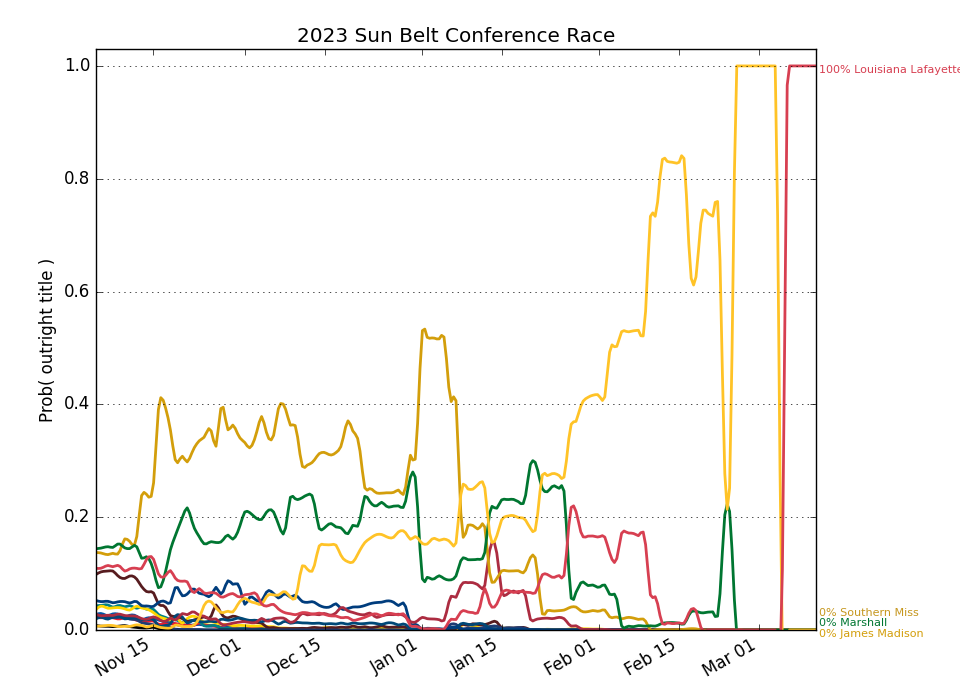 2023 Sun Belt Conference Race
Prob( outright title )
1.0
0.8
0.6
0.4
0.2
0.0
Nov 15
Dec 01
Dec 15
Jan 01
Jan 15
Feb 01
Feb 15
Mar 01
100% Louisiana Lafayette
0% Southern Miss
0% Marshall
0% James Madison